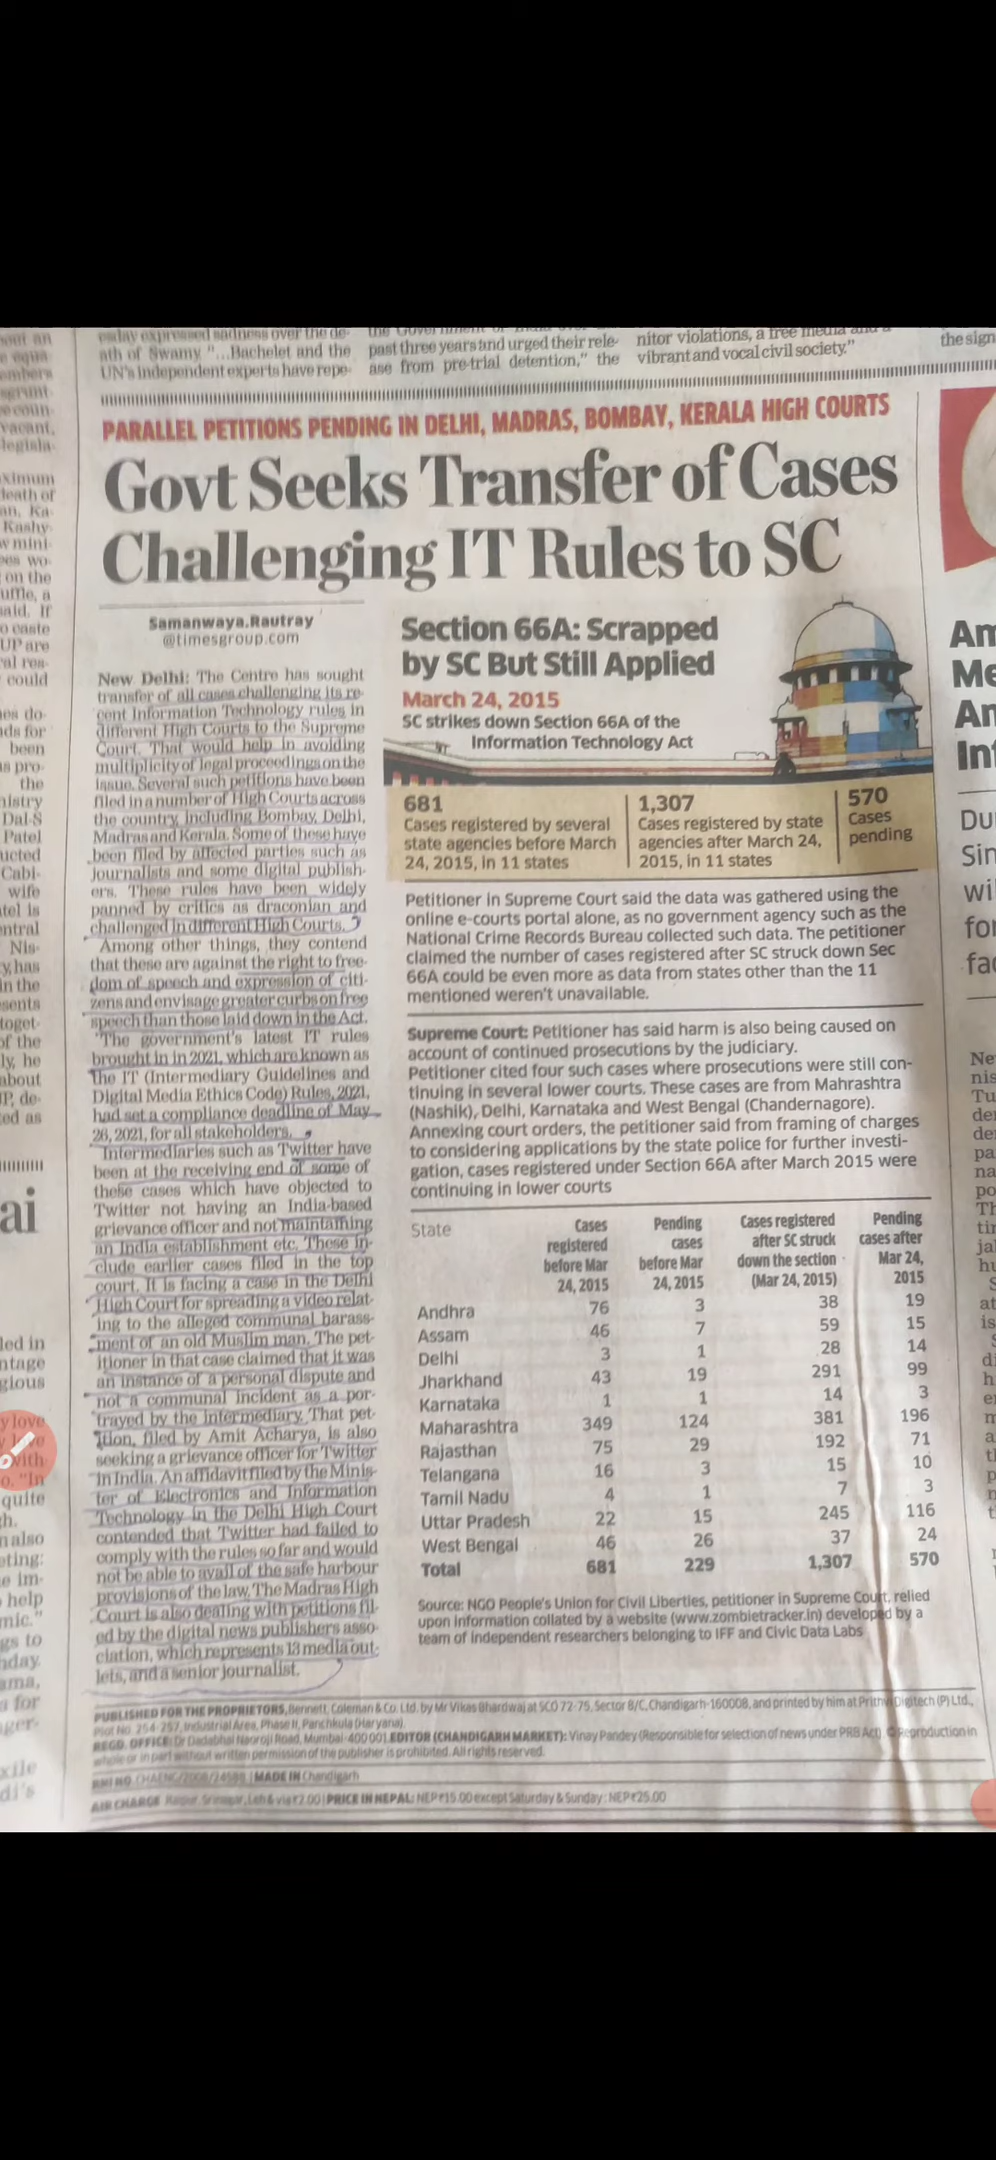 esday expressed sadness over the de-
ath of Swamy. "...Bachelet and the
UN's independent experts have repe-
past three years and urged their rele-
ase from pre-trial detention," the
nitor violations, a free media and a
vibrant and vocal civil society."
the sign
PARALLEL PETITIONS PENDING IN DELHI, MADRAS, BOMBAY, KERALA HIGH COURTS
Govt Seeks Transfer of Cases
Challenging IT Rules to SC
Samanwaya.Rautray
@timesgroup.com
New Delhi: The Centre has sought
transfer of all cases challenging its re-
cent Information Technology rules in
different High Courts to the Supreme
Court. That would help in avoiding
multiplicity of legal proceedings on the
issue. Several such petitions have been
filed in a number of High Courts across
the country including Bombay, Delhi,
Madras and Kerala. Some of these have
been filed by affected parties such as
journalists and some digital publish-
ers. These rules have been widely
panned by critics as draconian and
challenged in different High Courts.
Among other things, they contend
that these are against the right to free-
dom of speech and expression of citi-
zens and envisage greater curbs on free
speech than those laid down in the Act.
The government's latest IT rules
brought in in 2021, which are known as
the IT (Intermediary Guidelines and
Digital Media Ethics Code) Rules, 2021,
had set a compliance deadline of May
26, 2021, for all stakeholders.
Intermediaries such as Twitter have
been at the receiving end of some of
these cases which have objected to
Twitter not having an India-based
grievance officer and not maintaining
an India establishment etc. These in-
clude earlier cases filed in the top
court. It is facing a case in the Delhi
High Court for spreading a video relat-
ing to the alleged communal harass-
ment of an old Muslim man. The pet-
itioner in that case claimed that it was
an instance of a personal dispute and
not a communal incident as a por-
trayed by the intermediary. That pet-
ition, filed by Amit Acharya, is also
seeking a grievance officer for Twitter
in India. An affidavit filed by the Minis-
ter of Electronics and Information
Technology in the Delhi High Court
contended that Twitter had failed to
comply with the rules so far and would
not be able to avail of the safe harbour
provisions of the law. The Madras High
Court is also dealing with petitions fil-
ed by the digital news publishers asso-
ciation, which represents 13 media out-
lets, and a senior journalist.
Section 66A: Scrapped
by SC But Still Applied
March 24, 2015
SC strikes down Section 66A of the
Information Technology Act
681
Cases registered by several
state agencies before March
24, 2015, in 11 states
1,307
Cases registered by state
agencies after March 24,
2015, in 11 states
570
Cases
pending
Petitioner in Supreme Court said the data was gathered using the
online e-courts portal alone, as no government agency such as the
National Crime Records Bureau collected such data. The petitioner
claimed the number of cases registered after SC struck down Sec
66A could be even more as data from states other than the 11
mentioned weren't unavailable.
Supreme Court: Petitioner has said harm is also being caused on
account of continued prosecutions by the judiciary.
Petitioner cited four such cases where prosecutions were still con-
tinuing in several lower courts. These cases are from Mahrashtra
(Nashik), Delhi, Karnataka and West Bengal (Chandernagore).
Annexing court orders, the petitioner said from framing of charges
to considering applications by the state police for further investi-
gation, cases registered under Section 66A after March 2015 were
continuing in lower courts
State Cases registered before Mar 24, 2015 Pending cases before Mar 24, 2015 Cases registered after SC struck down the section (Mar 24, 2015) Pending cases after Mar 24, 2015
Andhra 76 3 38 19
Assam 46 7 59 15
Delhi 3 1 28 14
Jharkhand 43 19 291 99
Karnataka 1 1 14 3
Maharashtra 349 124 381 196
Rajasthan 75 29 192 71
Telangana 16 3 15 10
Tamil Nadu 4 1 7 3
Uttar Pradesh 22 15 245 116
West Bengal 46 26 37 24
Total 681 229 1,307 570
Source: NGO People's Union for Civil Liberties, petitioner in Supreme Court, relied
upon information collated by a website (www.zombietracker.in) developed by a
team of independent researchers belonging to IFF and Civic Data Labs
PUBLISHED FOR THE PROPRIETORS, Bennett, Coleman & Co. Ltd. by Mr Vikas Bhardwaj at SCO 72-75, Sector 8/C, Chandigarh-160008, and printed by him at Prithvi Digitech (P) Ltd.,
Plot No. 254-257, Industrial Area, Phase II, Panchkula (Haryana)
REGD. OFFICE: Dr Dadabhai Naoroji Road, Mumbai-400 001 EDITOR (CHANDIGARH MARKET): Vinay Pandey (Responsible for selection of news under PRB Act). © Reproduction in
whole or in part without written permission of the publisher is prohibited. All rights reserved.
RNI NO. | MADE IN Chandigarh
AIR CHARGE Raipur, Srinagar, Leh & via ₹2.00 | PRICE IN NEPAL: NEP ₹15.00 except Saturday & Sunday: NEP ₹25.00